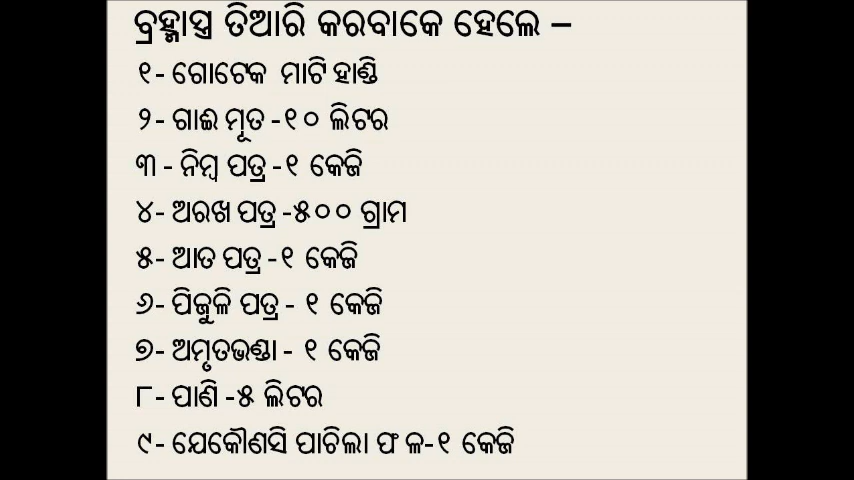 ବ୍ରହ୍ମାସ୍ତ୍ର ତିଆରି କରବାକେ ହେଲେ –
୧- ଗୋଟେକ ମାଟି ହାଣ୍ଡି
୨- ଗାଈ ମୂତ -୧୦ ଲିଟର
୩ - ନିମ୍ବ ପତ୍ର -୧ କେଜି
୪- ଅରଖ ପତ୍ର -୫୦୦ ଗ୍ରାମ
୫- ଆତ ପତ୍ର -୧ କେଜି
୬- ପିଜୁଳି ପତ୍ର - ୧ କେଜି
୭- ଅମୃତଭଣ୍ଡା - ୧ କେଜି
୮- ପାଣି -୫ ଲିଟର
୯- ଯେକୌଣସି ପାଚିଲା ଫ ଳ-୧ କେଜି